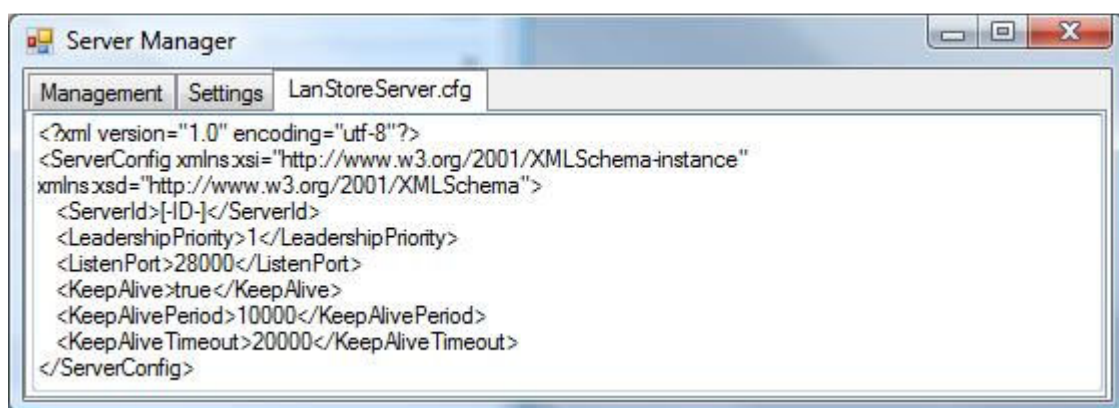 Server Manager
Management Settings LanStoreServer.cfg
<?xml version="1.0" encoding="utf-8"?>
<ServerConfig xmlns:xsi="http://www.w3.org/2001/XMLSchema-instance"
xmlns:xsd="http://www.w3.org/2001/XMLSchema">
<ServerId>[-ID-]</ServerId>
<LeadershipPriority>1</LeadershipPriority>
<ListenPort>28000</ListenPort>
<KeepAlive>true</KeepAlive>
<KeepAlivePeriod>10000</KeepAlivePeriod>
<KeepAliveTimeout>20000</KeepAliveTimeout>
</ServerConfig>